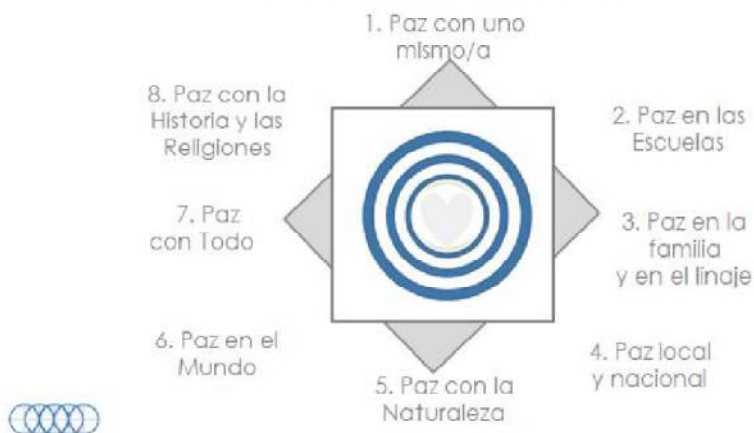 1. Paz con uno
mismo/a
8. Paz con la
Historia y las
Religiones
2. Paz en las
Escuelas
7. Paz
con Todo
3. Paz en la
familia
y en el linaje
6. Paz en el
Mundo
4. Paz local
y nacional
5. Paz con la
Naturaleza